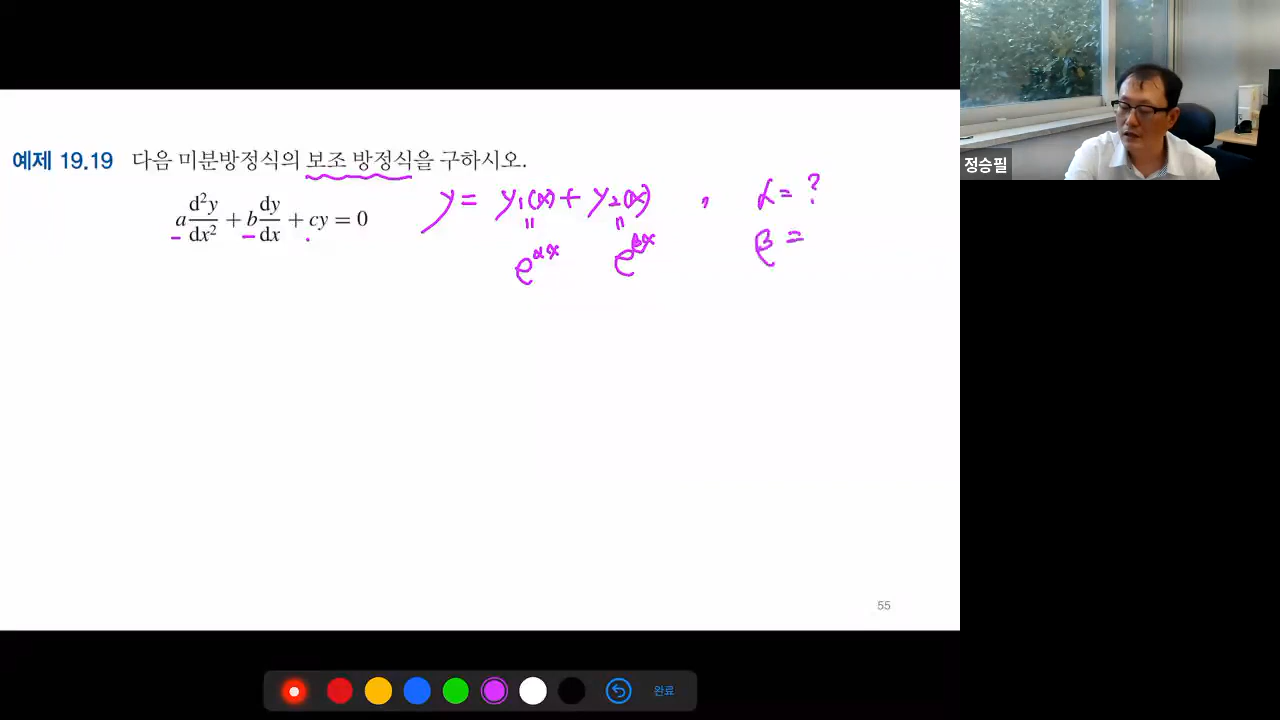 예제 19.19 다음 미분방정식의 보조 방정식을 구하시오.
a d²y/dx² + b dy/dx + cy = 0
y = y₁(x) + y₂(x) , α = ?
β =
e^αx e^βx
정승필
55
완료